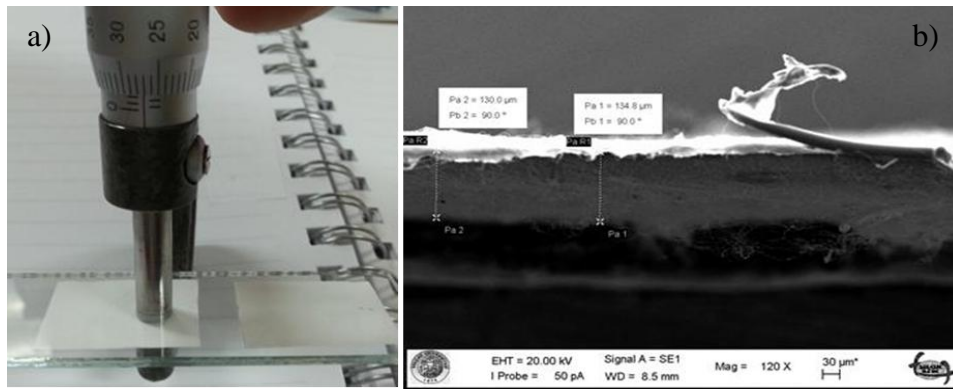 a)
30 25 20
0
b)
Pa 2 = 130.0 µm
Pb 2 = 90.0 °
Pa 1 = 134.8 µm
Pb 1 = 90.0 °
Pa R2
Pa R1
Pa 2
Pa 1
EHT = 20.00 kV
Signal A = SE1
Mag = 120 X
30 µm*
I Probe = 50 pA
WD = 8.5 mm